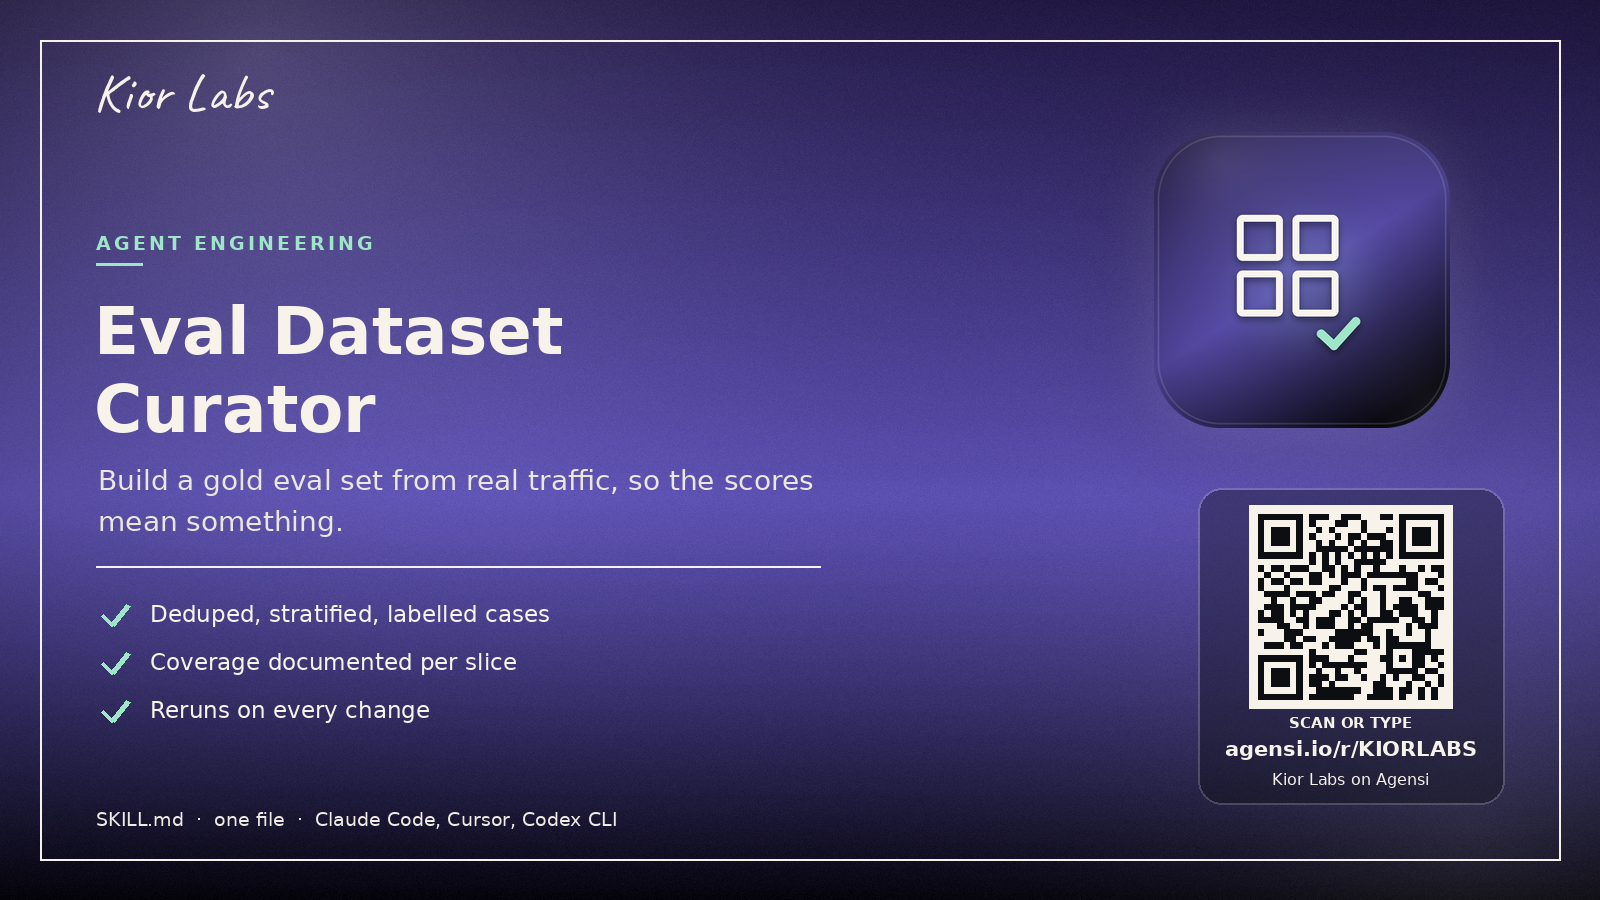 Kior Labs
AGENT ENGINEERING
Eval Dataset
Curator
Build a gold eval set from real traffic, so the scores
mean something.
Deduped, stratified, labelled cases
Coverage documented per slice
Reruns on every change
SKILL.md · one file · Claude Code, Cursor, Codex CLI
SCAN OR TYPE
agensi.io/r/KIORLABS
Kior Labs on Agensi